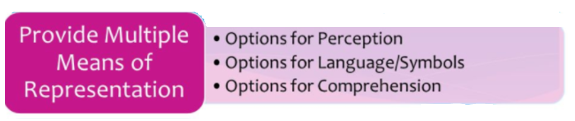 Provide Multiple
Means of
Representation
• Options for Perception
• Options for Language/Symbols
• Options for Comprehension